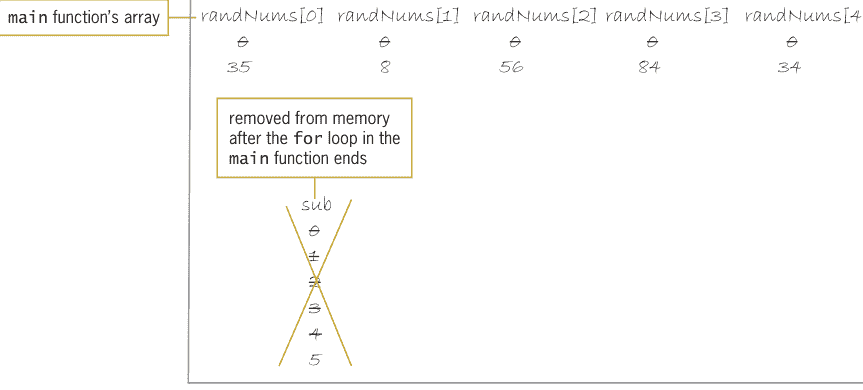 main function's array
randNums[0] randNums[1] randNums[2] randNums[3] randNums[4
0 0 0 0 0
35 8 56 84 34
removed from memory
after the for loop in the
main function ends
sub
0
1
2
3
4
5